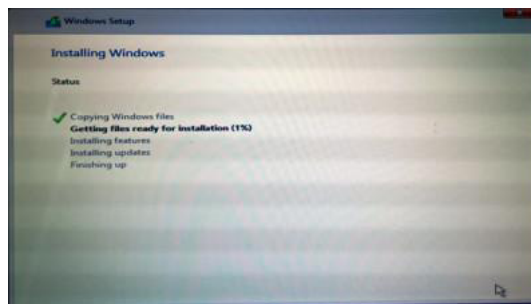 Windows Setup
Installing Windows
Status
Copying Windows files
Getting files ready for installation (1%)
Installing features
Installing updates
Finishing up